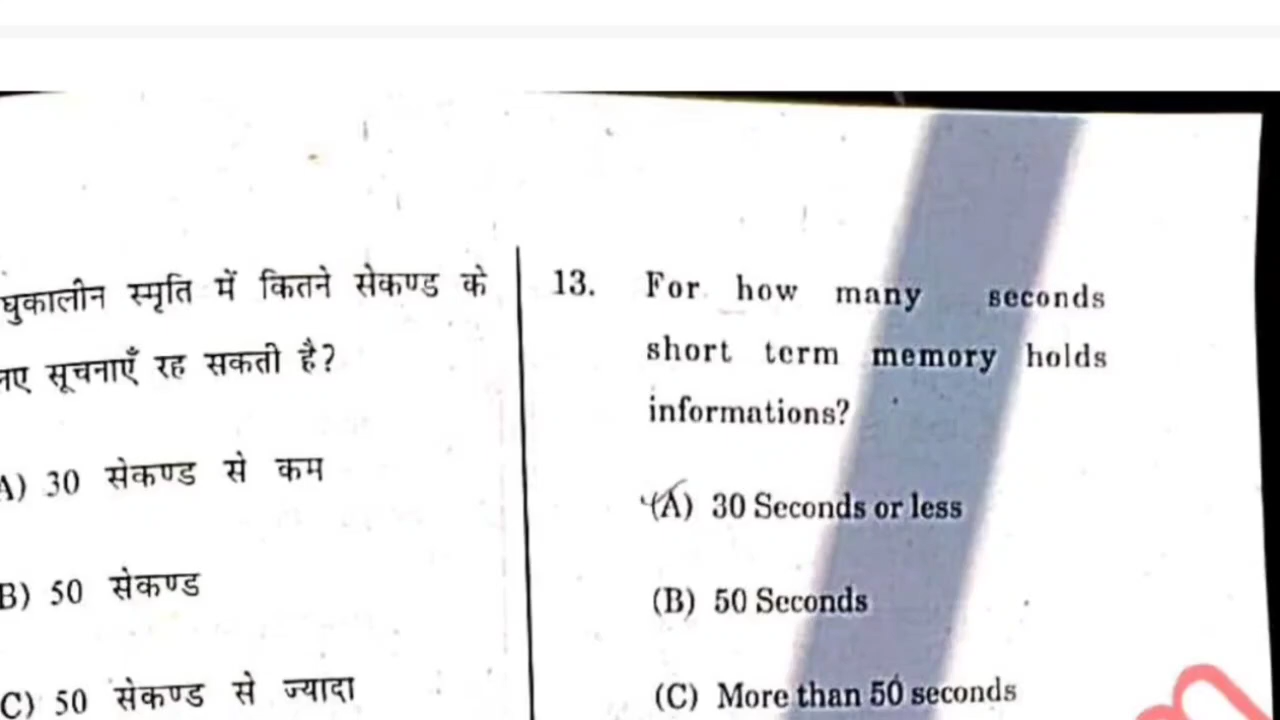 घुकालीन स्मृति में कितने सेकण्ड के
सूचनाएँ रह सकती है?
A) 30 सेकण्ड से कम
B) 50 सेकण्ड
C) 50 सेकण्ड से ज्यादा
13. For how many seconds
short term memory holds
informations?
(A) 30 Seconds or less
(B) 50 Seconds
(C) More than 50 seconds